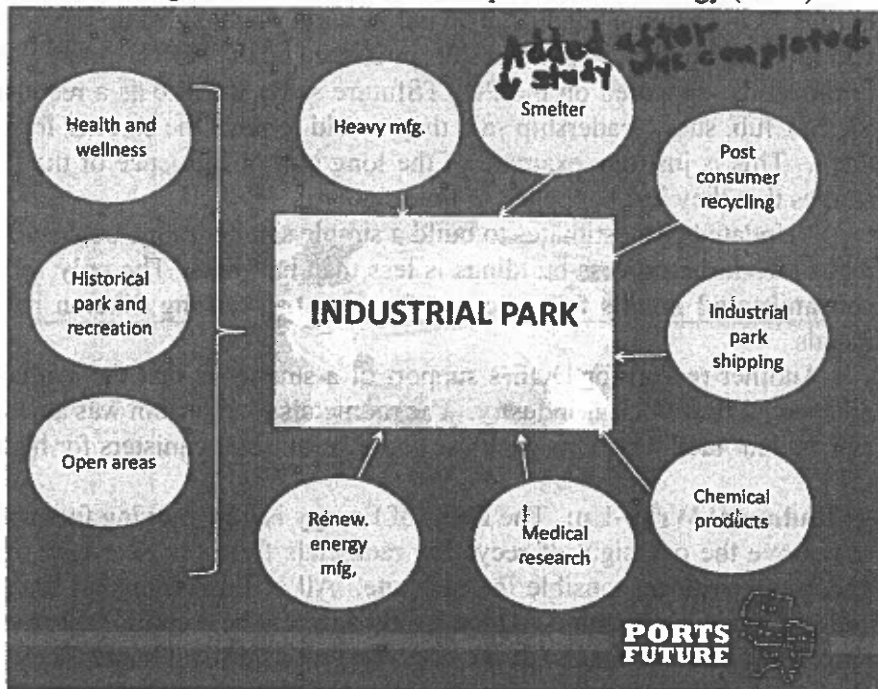 Added after
study was completed
Health and
wellness
Heavy mfg.
Smelter
Post
consumer
recycling
Historical
park and
recreation
INDUSTRIAL PARK
Industrial
park
shipping
Open areas
Renew.
energy
mfg,
Medical
research
Chemical
products
PORTS
FUTURE